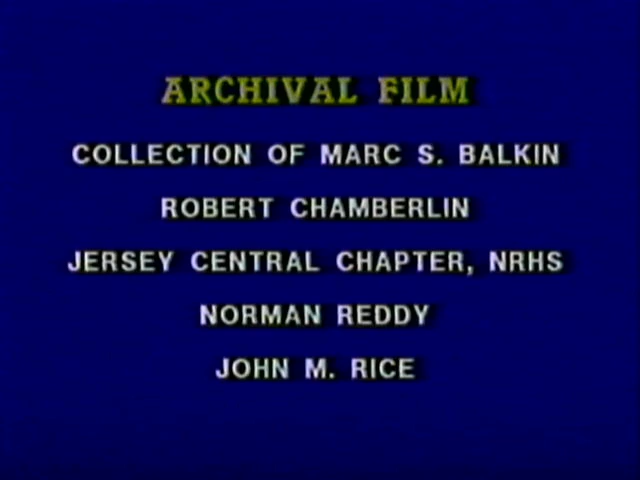 ARCHIVAL FILM
COLLECTION OF MARC S. BALKIN
ROBERT CHAMBERLIN
JERSEY CENTRAL CHAPTER, NRHS
NORMAN REDDY
JOHN M. RICE